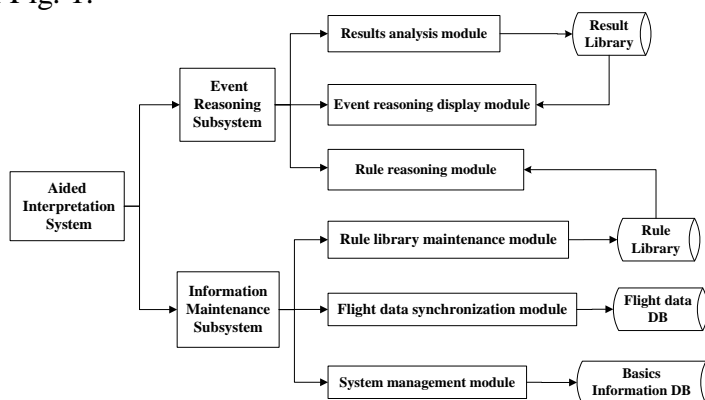 Fig. 1.
Results analysis module
Result
Library
Event
Reasoning
Subsystem
Event reasoning display module
Rule reasoning module
Aided
Interpretation
System
Rule library maintenance module
Rule
Library
Information
Maintenance
Subsystem
Flight data synchronization module
Flight data
DB
System management module
Basics
Information DB